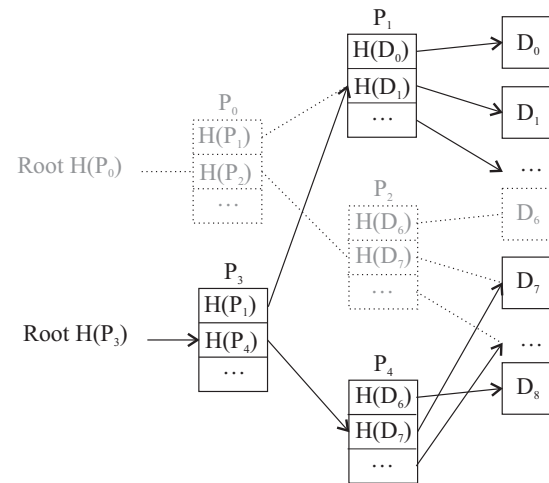 P₁
H(D₀)
H(D₁)
...
D₀
D₁
...
P₀
H(P₁)
H(P₂)
...
Root H(P₀)
P₂
H(D₆)
H(D₇)
...
D₆
D₇
...
D₈
P₃
H(P₁)
H(P₄)
...
Root H(P₃)
P₄
H(D₆)
H(D₇)
...